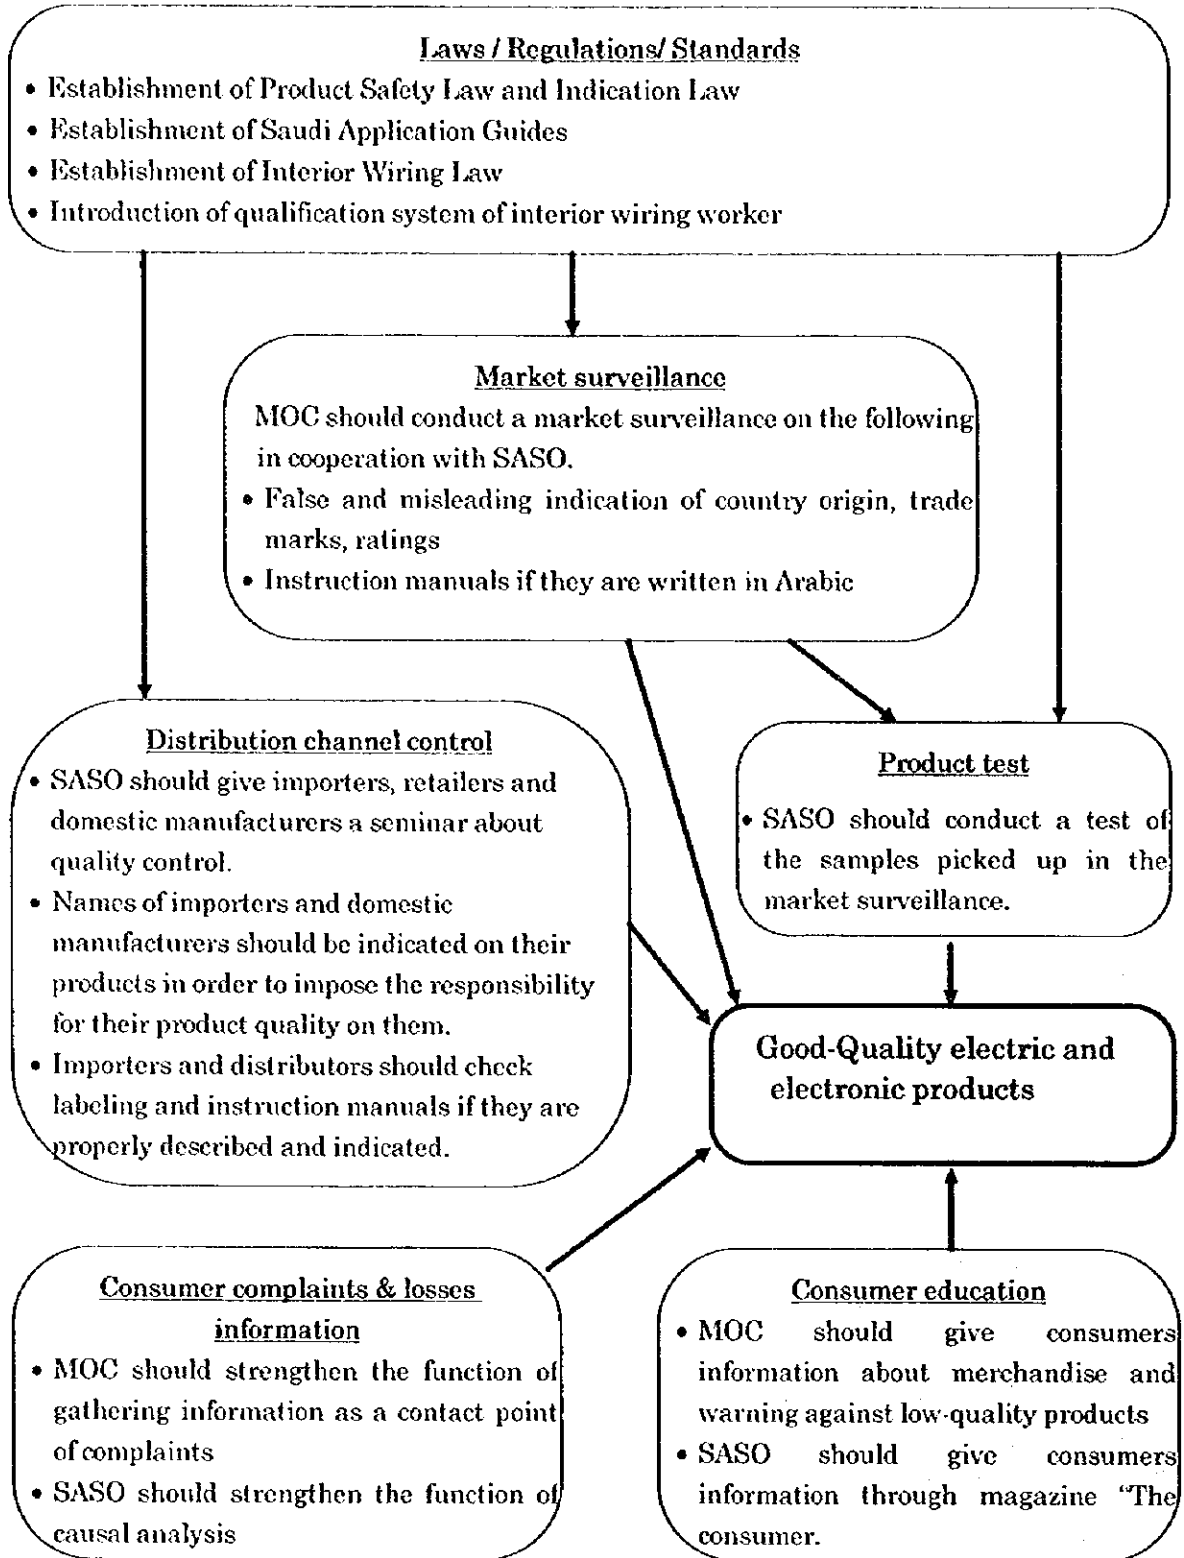 Laws / Regulations/ Standards
• Establishment of Product Safety Law and Indication Law
• Establishment of Saudi Application Guides
• Establishment of Interior Wiring Law
• Introduction of qualification system of interior wiring worker
Market surveillance
MOC should conduct a market surveillance on the following
in cooperation with SASO.
• False and misleading indication of country origin, trade
marks, ratings
• Instruction manuals if they are written in Arabic
Distribution channel control
• SASO should give importers, retailers and
domestic manufacturers a seminar about
quality control.
• Names of importers and domestic
manufacturers should be indicated on their
products in order to impose the responsibility
for their product quality on them.
• Importers and distributors should check
labeling and instruction manuals if they are
properly described and indicated.
Product test
• SASO should conduct a test of
the samples picked up in the
market surveillance.
Good-Quality electric and
electronic products
Consumer complaints & losses
information
• MOC should strengthen the function of
gathering information as a contact point
of complaints
• SASO should strengthen the function of
causal analysis
Consumer education
• MOC should give consumers
information about merchandise and
warning against low-quality products
• SASO should give consumers
information through magazine “The
consumer.